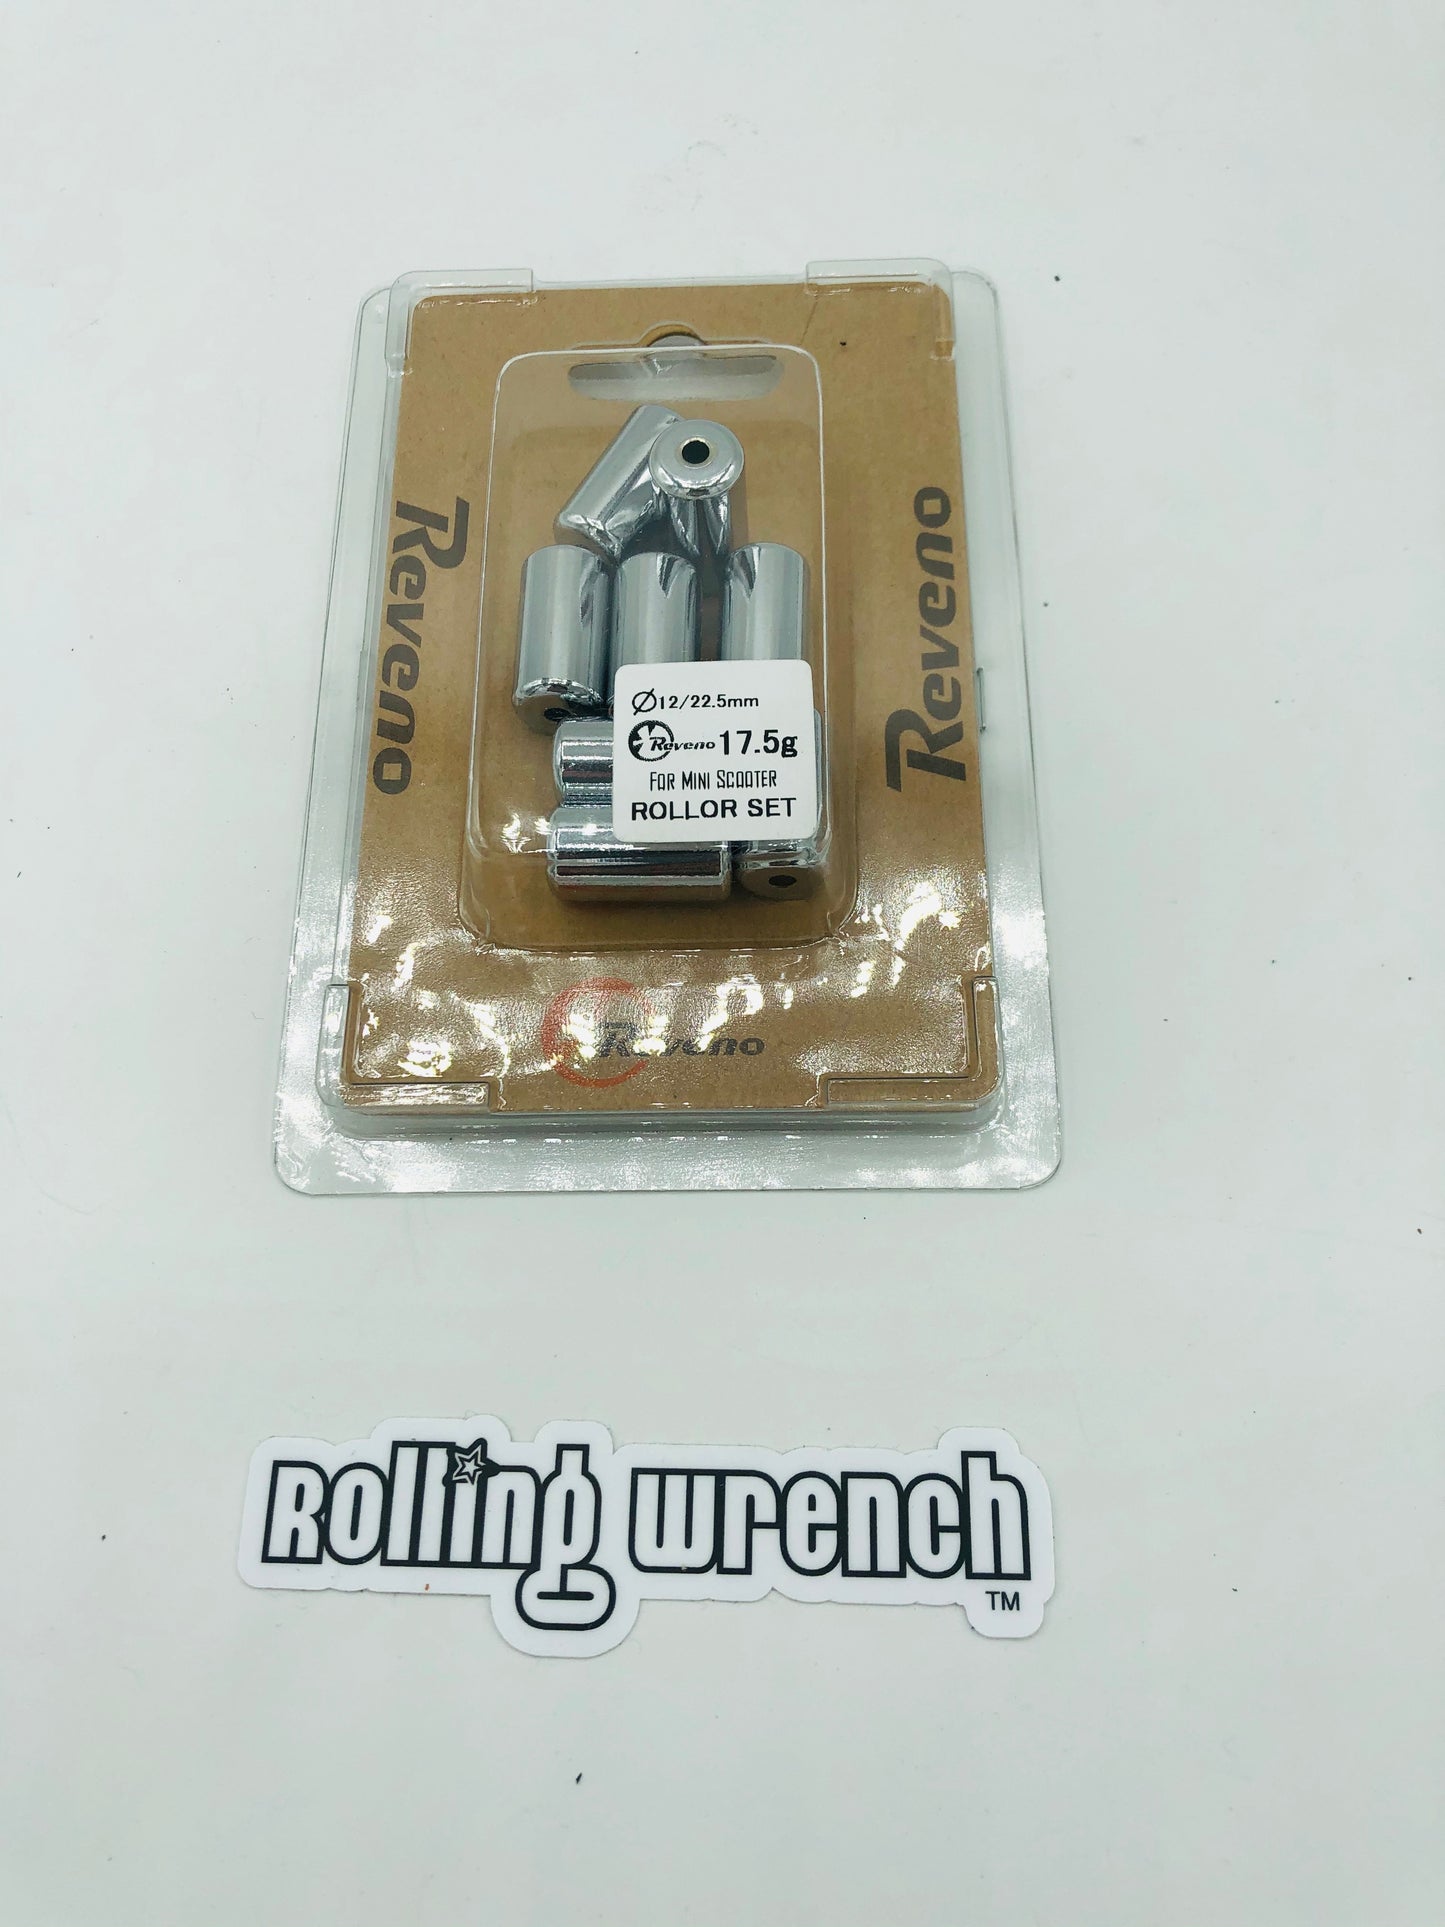 Reveno
Reveno
Ø12/22.5mm
Reveno 17.5g
FOR MINI SCOOTER
ROLLOR SET
Reveno
Rolling wrench
TM